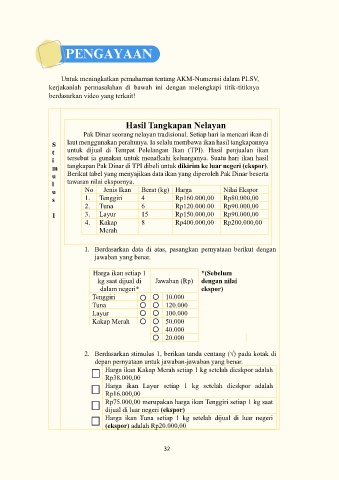 PENGAYAAN
Untuk meningkatkan pemahaman tentang AKM-Numerasi dalam PLSV,
kerjakanlah permasalahan di bawah ini dengan melengkapi titik-titiknya
berdasarkan video yang terkait!
Stimulus 1
Hasil Tangkapan Nelayan
Pak Dinar seorang nelayan tradisional. Setiap hari ia mencari ikan di
laut menggunakan perahunya. Ia selalu membawa ikan hasil tangkapannya
untuk dijual di Tempat Pelelangan Ikan (TPI). Hasil penjualan ikan
tersebut ia gunakan untuk menafkahi keluarganya. Suatu hari ikan hasil
tangkapan Pak Dinar di TPI dibeli untuk dikirim ke luar negeri (ekspor).
Berikut tabel yang menyajikan data ikan yang diperoleh Pak Dinar beserta
tawaran nilai ekspornya.
No Jenis Ikan Berat (kg) Harga Nilai Ekspor
1. Tenggiri 4 Rp160.000,00 Rp80.000,00
2. Tuna 6 Rp120.000,00 Rp90.000,00
3. Layur 15 Rp150.000,00 Rp90.000,00
4. Kakap 8 Rp400.000,00 Rp200.000,00
Merah
1. Berdasarkan data di atas, pasangkan pernyataan berikut dengan
jawaban yang benar.
Harga ikan setiap 1 *(Sebelum
kg saat dijual di Jawaban (Rp) dengan nilai
dalam negeri* ekspor)
Tenggiri 10.000
Tuna 120.000
Layur 100.000
Kakap Merah 50.000
40.000
20.000
2. Berdasarkan stimulus 1, berikan tanda centang (√) pada kotak di
depan pernyataan untuk jawaban-jawaban yang benar.
Harga ikan Kakap Merah setiap 1 kg setelah diekspor adalah
Rp38.000,00
Harga ikan Layur setiap 1 kg setelah diekspor adalah
Rp16.000,00
Rp75.000,00 merupakan harga ikan Tenggiri setiap 1 kg saat
dijual di luar negeri (ekspor)
Harga ikan Tuna setiap 1 kg setelah dijual di luar negeri
(ekspor) adalah Rp20.000,00
32